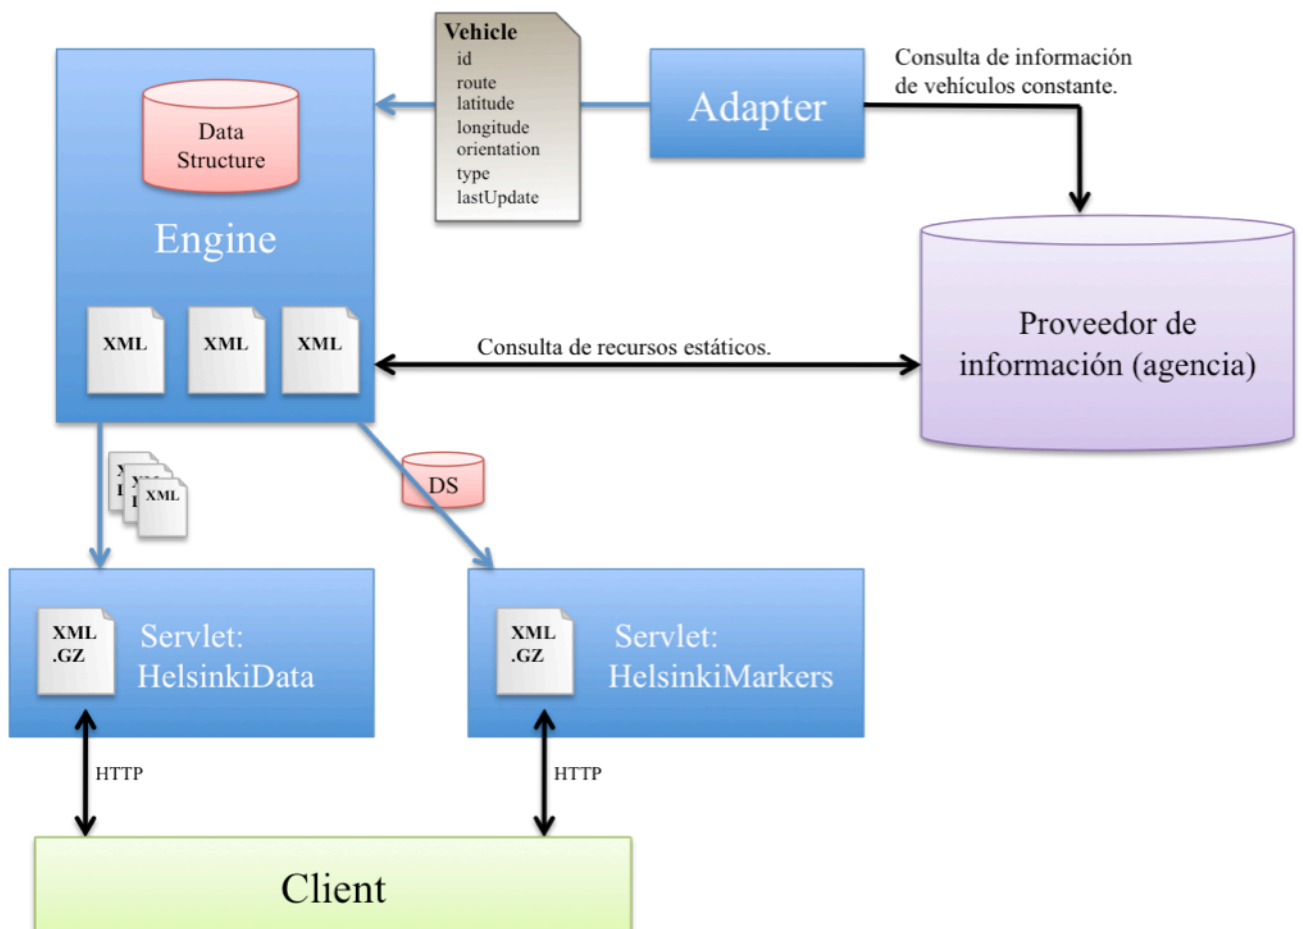 Vehicle
id
route
latitude
longitude
orientation
type
lastUpdate
Adapter
Consulta de información
de vehículos constante.
Data
Structure
Engine
XML
XML
XML
Consulta de recursos estáticos.
Proveedor de
información (agencia)
XML
DS
XML
.GZ
Servlet:
HelsinkiData
XML
.GZ
Servlet:
HelsinkiMarkers
HTTP
HTTP
Client